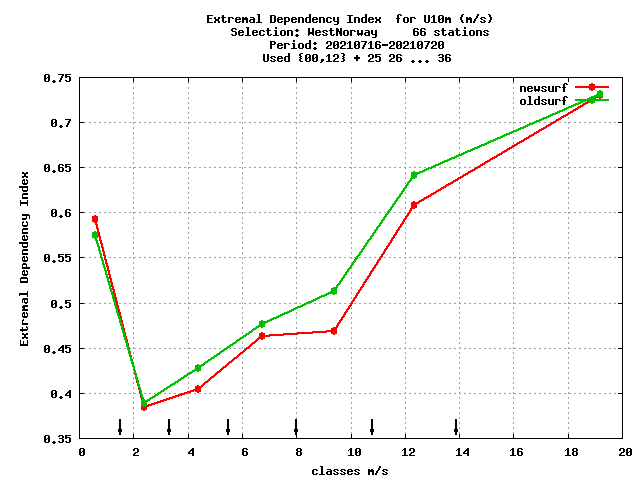 Extremal Dependency Index  for U10m (m/s)
Selection: WestNorway     66 stations
Period: 20210716-20210720
Used {00,12} + 25 26 ... 36
newsurf
oldsurf
0.75
0.7
0.65
0.6
0.55
0.5
0.45
0.4
0.35
Extremal Dependency Index
0 2 4 6 8 10 12 14 16 18 20
classes m/s